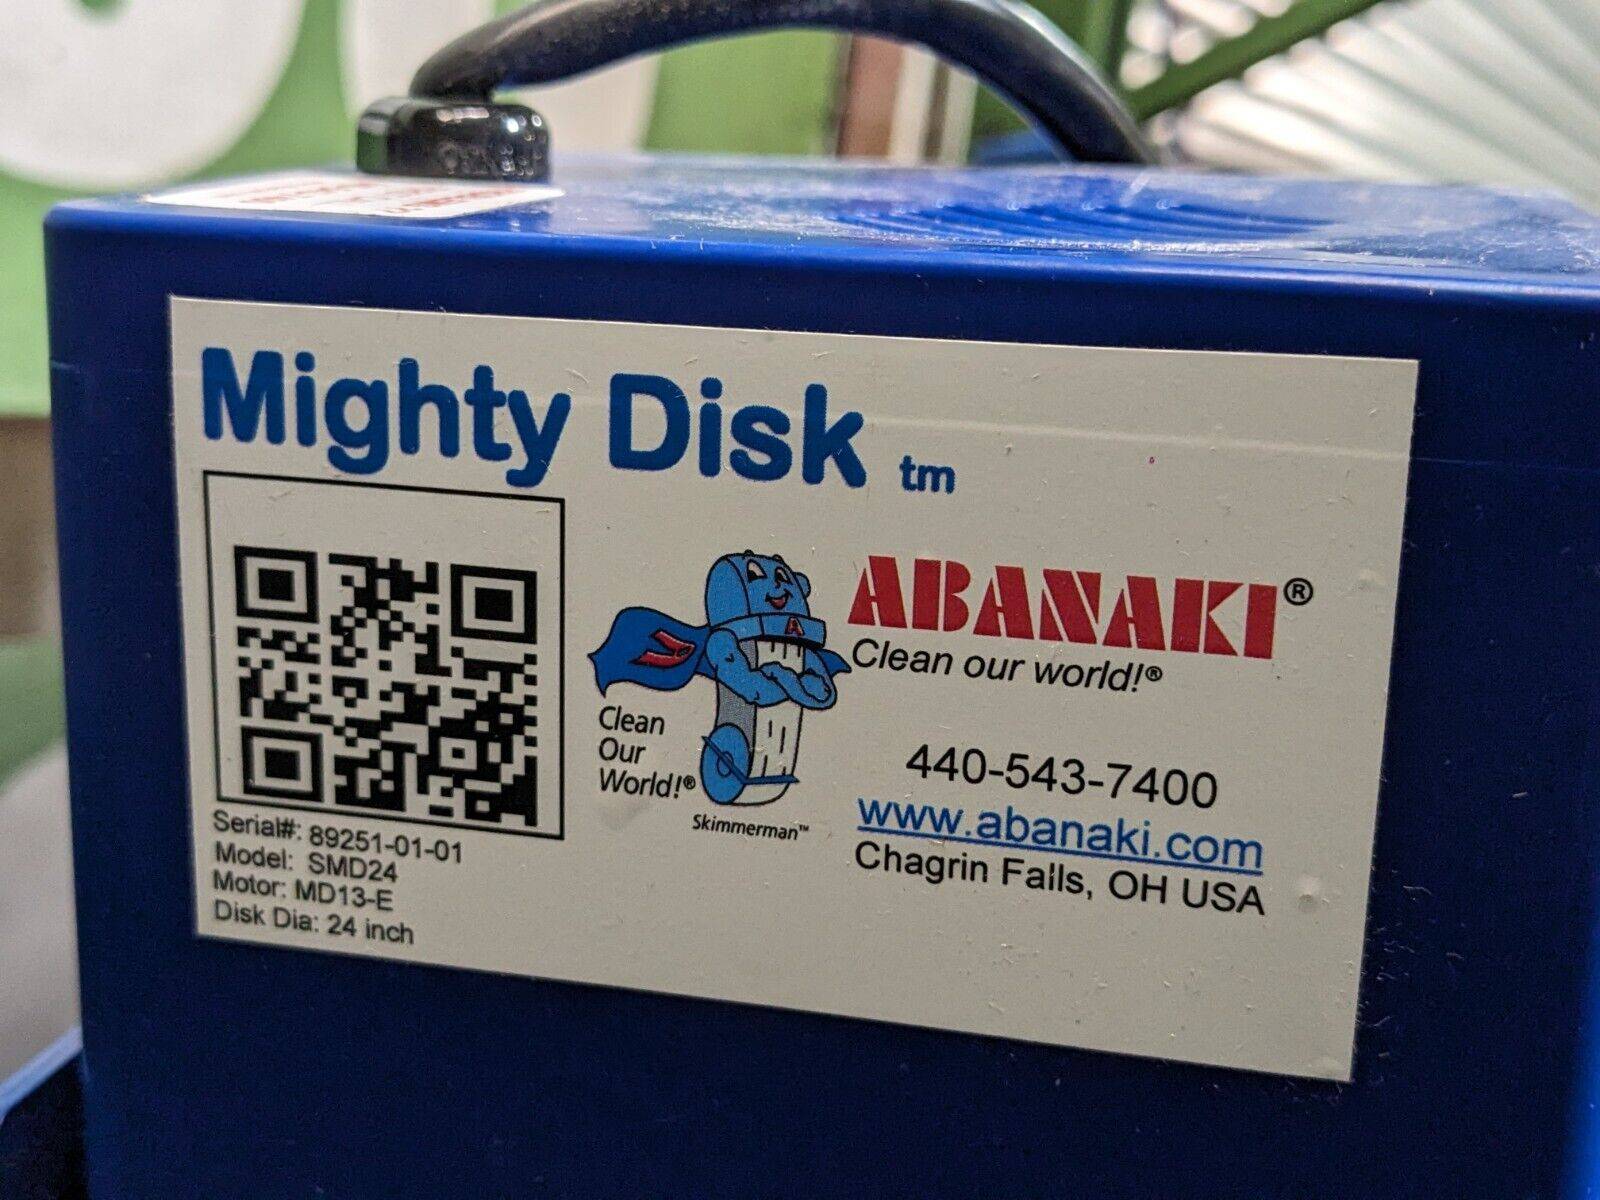 Mighty Disk tm
ABANAKI®
Clean our world!®
Clean
Our
World!®
Skimmerman™
A
440-543-7400
www.abanaki.com
Chagrin Falls, OH USA
Serial#: 89251-01-01
Model: SMD24
Motor: MD13-E
Disk Dia: 24 inch